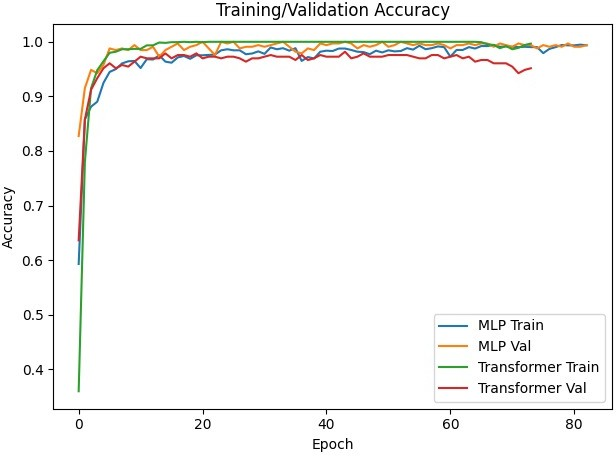 Training/Validation Accuracy
1.0
0.9
0.8
0.7
0.6
0.5
0.4
Accuracy
MLP Train
MLP Val
Transformer Train
Transformer Val
0 20 40 60 80
Epoch